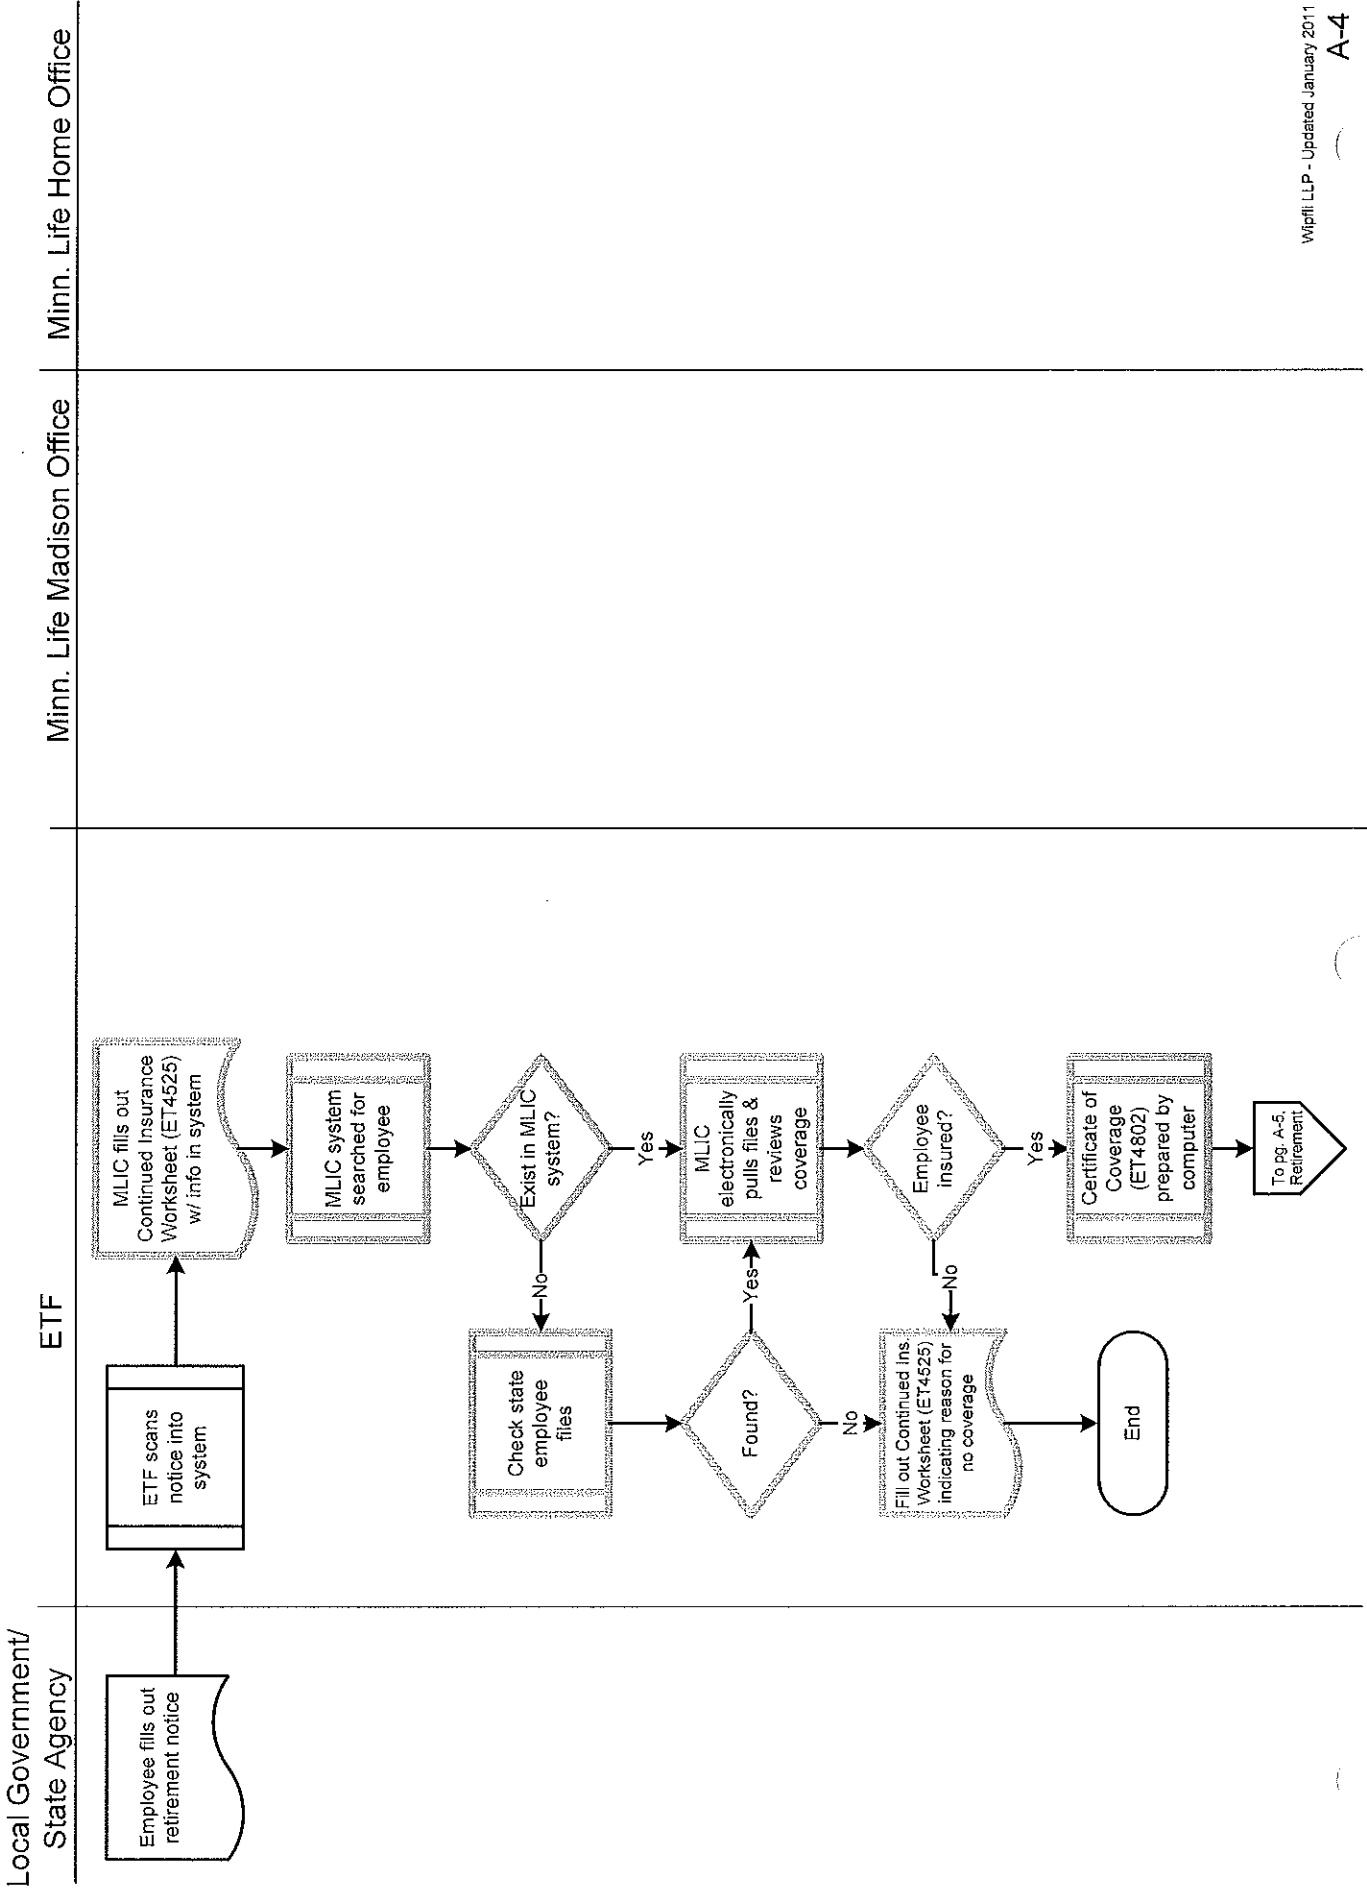 Local Government/
State Agency
ETF
Minn. Life Madison Office
Minn. Life Home Office
Employee fills out
retirement notice
ETF scans
notice into
system
MLIC fills out
Continued Insurance
Worksheet (ET4525)
w/ info in system
MLIC system
searched for
employee
Exist in MLIC
system?
No
Yes
Check state
employee
files
MLIC
electronically
pulls files &
reviews
coverage
Found?
Yes
No
Employee
insured?
No
Yes
Fill out Continued Ins.
Worksheet (ET4525)
indicating reason for
no coverage
Certificate of
Coverage
(ET4802)
prepared by
computer
End
To pg. A-5,
Retirement
Wipfli LLP - Updated January 2011
A-4